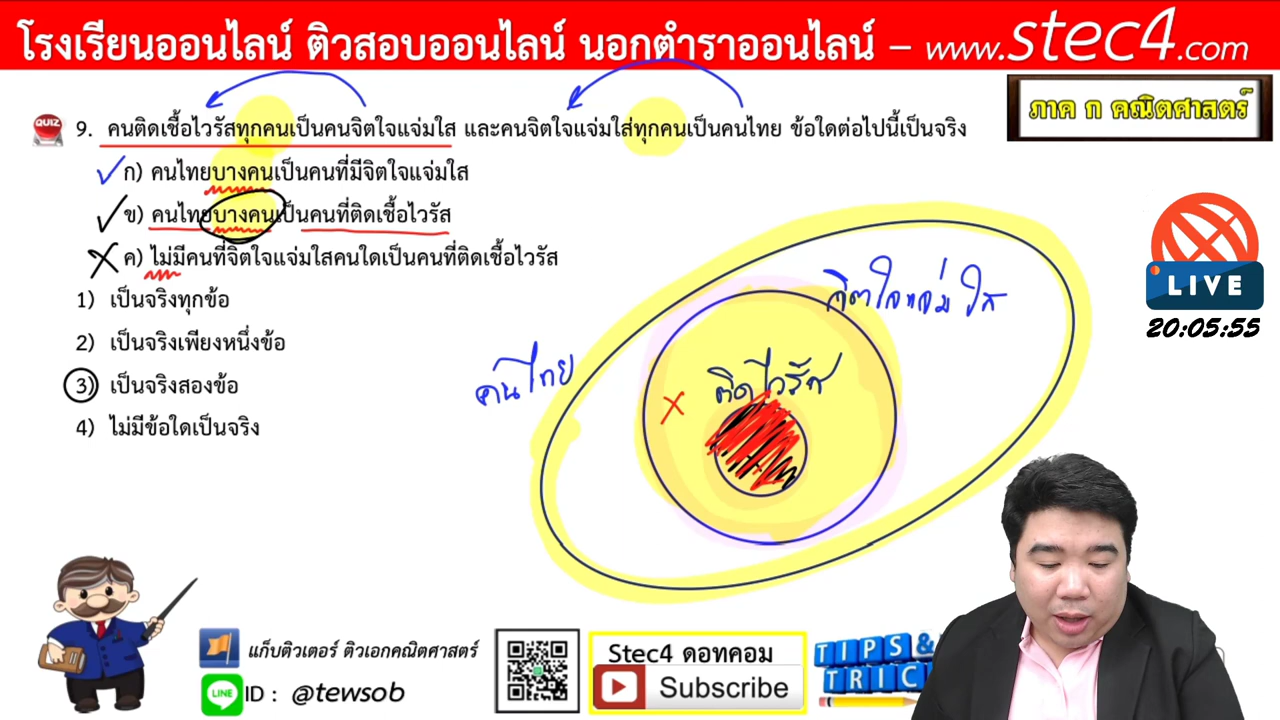 โรงเรียนออนไลน์ ติวสอบออนไลน์ นอกตำราออนไลน์ – www.stec4.com
ภาค ก คณิตศาสตร์
QUIZ
9. คนติดเชื้อไวรัสทุกคนเป็นคนจิตใจแจ่มใส และคนจิตใจแจ่มใส่ทุกคนเป็นคนไทย ข้อใดต่อไปนี้เป็นจริง
ก) คนไทยบางคนเป็นคนที่มีจิตใจแจ่มใส
ข) คนไทยบางคนเป็นคนที่ติดเชื้อไวรัส
ค) ไม่มีคนที่จิตใจแจ่มใสคนใดเป็นคนที่ติดเชื้อไวรัส
1) เป็นจริงทุกข้อ
2) เป็นจริงเพียงหนึ่งข้อ
3) เป็นจริงสองข้อ
4) ไม่มีข้อใดเป็นจริง
จิตใจแจ่มใส
คนไทย
ติดไวรัส
LIVE
20:05:55
แก๊บติวเตอร์ ติวเอกคณิตศาสตร์
LINE ID : @tewsob
Stec4 ดอทคอม
Subscribe
TIPS &
TRIC